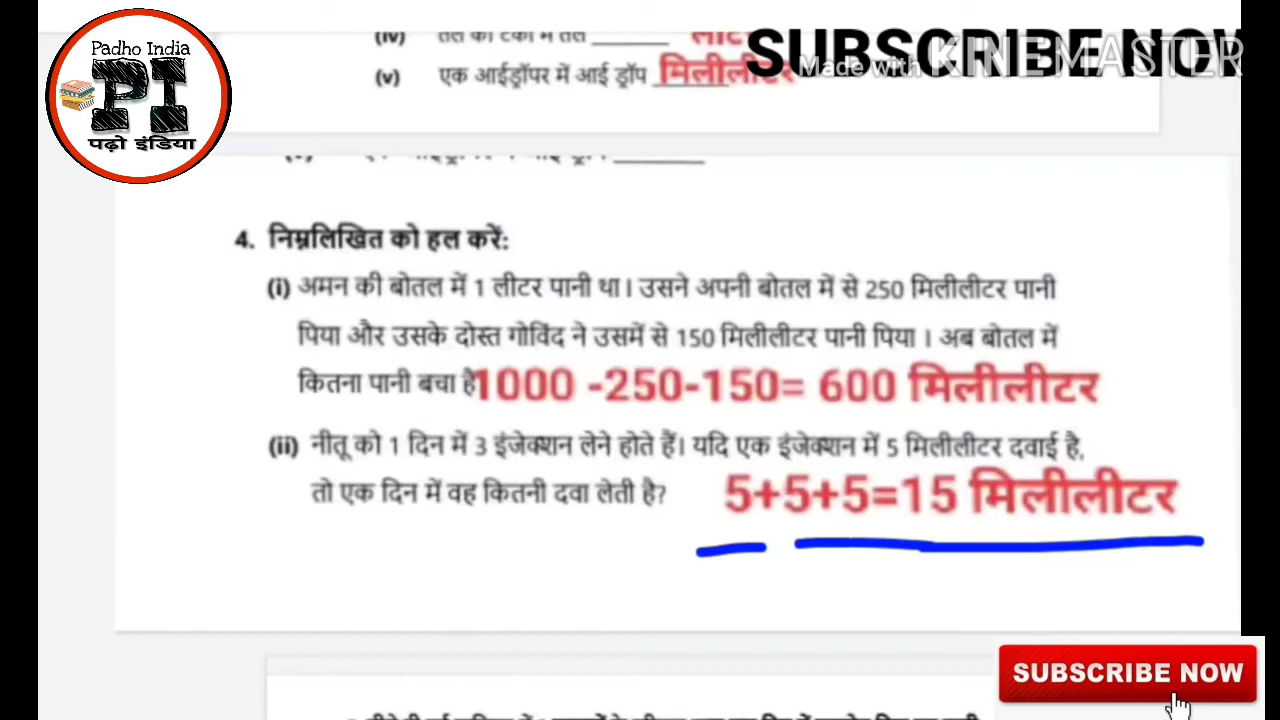 Padho India
PI
पढ़ो इंडिया
SUBSCRIBE NOW
Made with KINEMASTER
(iv)
(v) एक आईड्रॉपर में आई ड्रॉप ________ मिलीलीटर
4. निम्नलिखित को हल करें:
(i) अमन की बोतल में 1 लीटर पानी था। उसने अपनी बोतल में से 250 मिलीलीटर पानी
पिया और उसके दोस्त गोविंद ने उसमें से 150 मिलीलीटर पानी पिया। अब बोतल में
कितना पानी बचा है 1000 -250-150= 600 मिलीलीटर
(ii) नीतू को 1 दिन में 3 इंजेक्शन लेने होते हैं। यदि एक इंजेक्शन में 5 मिलीलीटर दवाई है,
तो एक दिन में वह कितनी दवा लेती है? 5+5+5=15 मिलीलीटर
SUBSCRIBE NOW